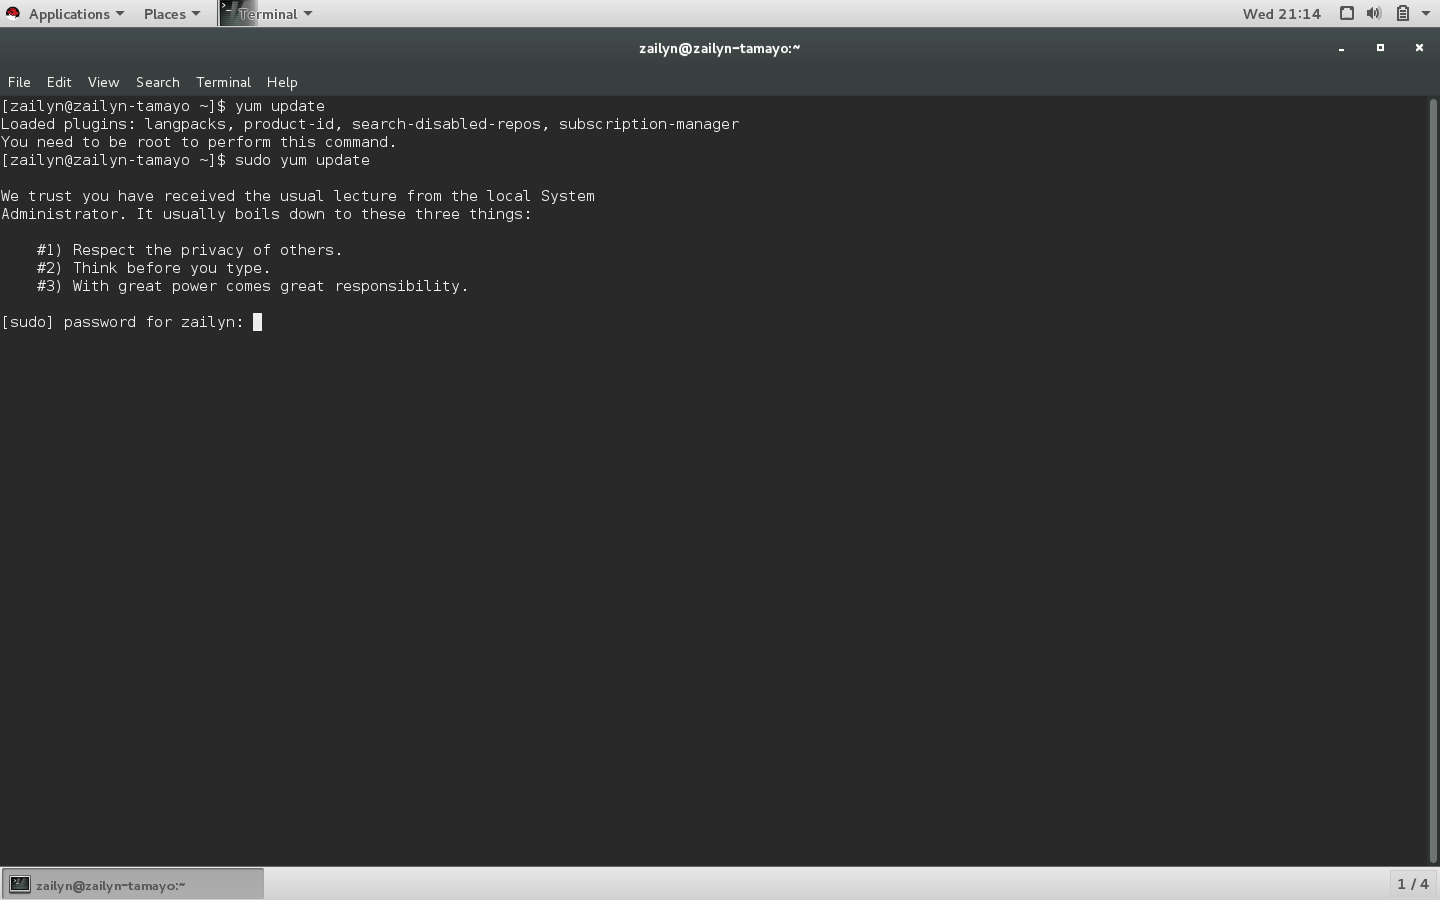 Applications Places Terminal Wed 21:14
zailyn@zailyn-tamayo:~
File Edit View Search Terminal Help
[zailyn@zailyn-tamayo ~]$ yum update
Loaded plugins: langpacks, product-id, search-disabled-repos, subscription-manager
You need to be root to perform this command.
[zailyn@zailyn-tamayo ~]$ sudo yum update
We trust you have received the usual lecture from the local System
Administrator. It usually boils down to these three things:
#1) Respect the privacy of others.
#2) Think before you type.
#3) With great power comes great responsibility.
[sudo] password for zailyn:
zailyn@zailyn-tamayo:~ 1 / 4